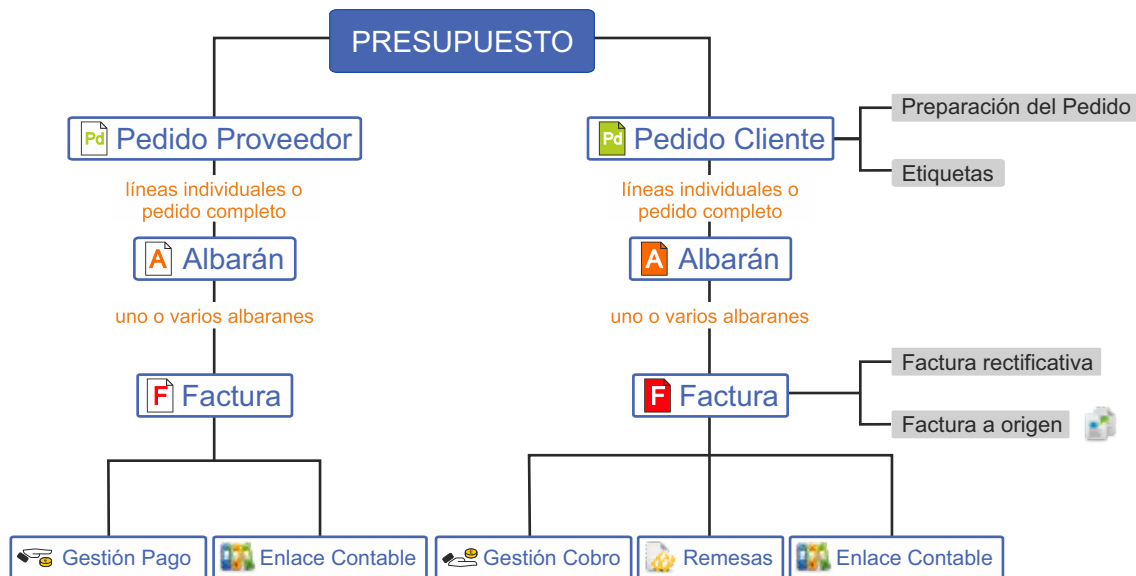 PRESUPUESTO
Pd Pedido Proveedor
Pd Pedido Cliente
Preparación del Pedido
Etiquetas
líneas individuales o
pedido completo
líneas individuales o
pedido completo
A Albarán
A Albarán
uno o varios albaranes
uno o varios albaranes
F Factura
F Factura
Factura rectificativa
Factura a origen
Gestión Pago
Enlace Contable
Gestión Cobro
Remesas
Enlace Contable